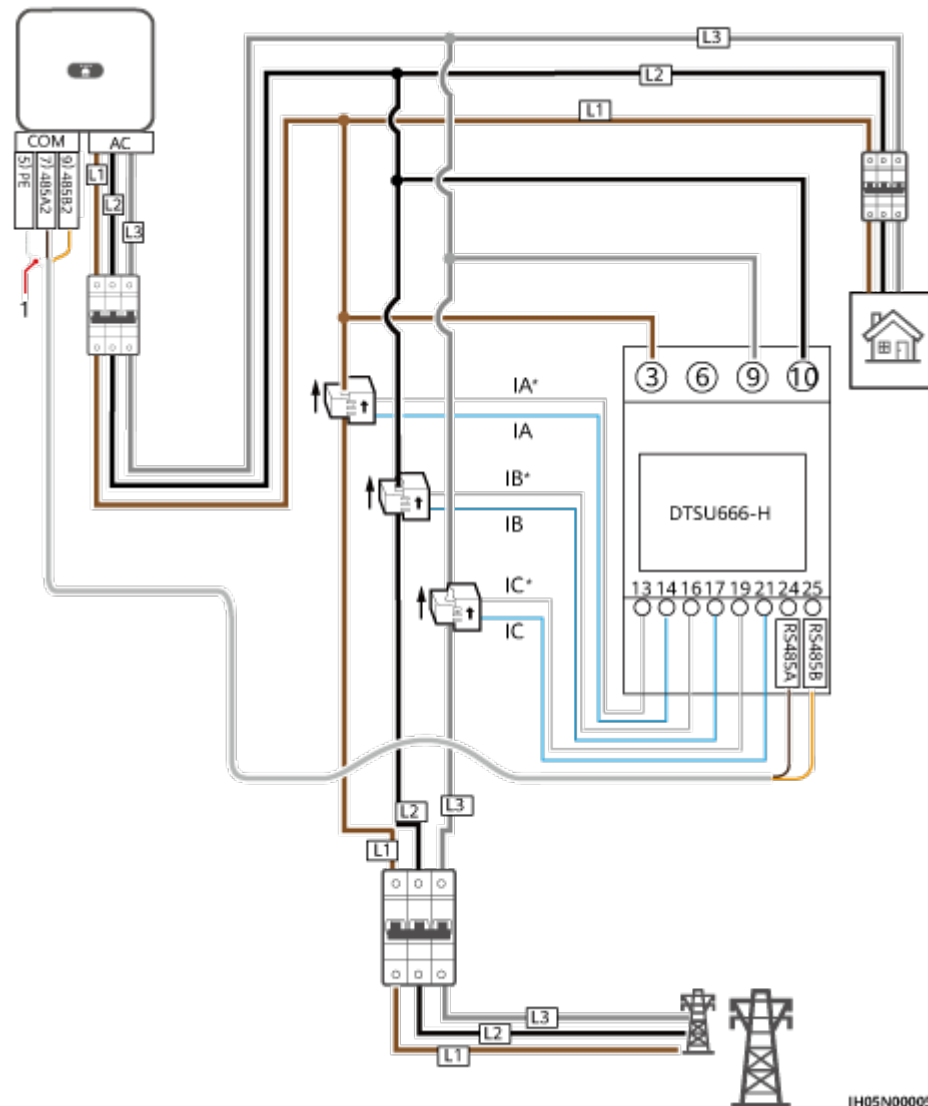 L3
L2
L1
COM
AC
5) PE
7) 485A2
9) 485B2
L1
L2
L3
1
3
6
9
10
IA*
IA
IB*
IB
DTSU666-H
IC*
IC
13 14 16 17 19 21 24 25
RS485A
RS485B
L3
L2
L1
L3
L2
L1
IH05N00005